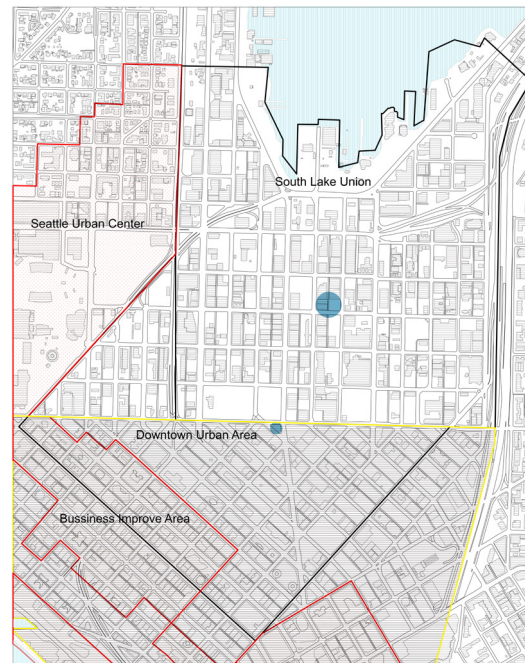 South Lake Union
Seattle Urban Center
Downtown Urban Area
Bussiness Improve Area